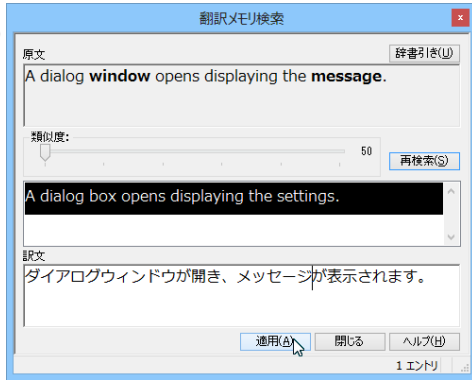 翻訳メモリ検索
x
原文
辞書引き(U)
A dialog window opens displaying the message.
類似度:
50
再検索(S)
A dialog box opens displaying the settings.
訳文
ダイアログウィンドウが開き、メッセージが表示されます。
適用(A)
閉じる
ヘルプ(H)
1 エントリ